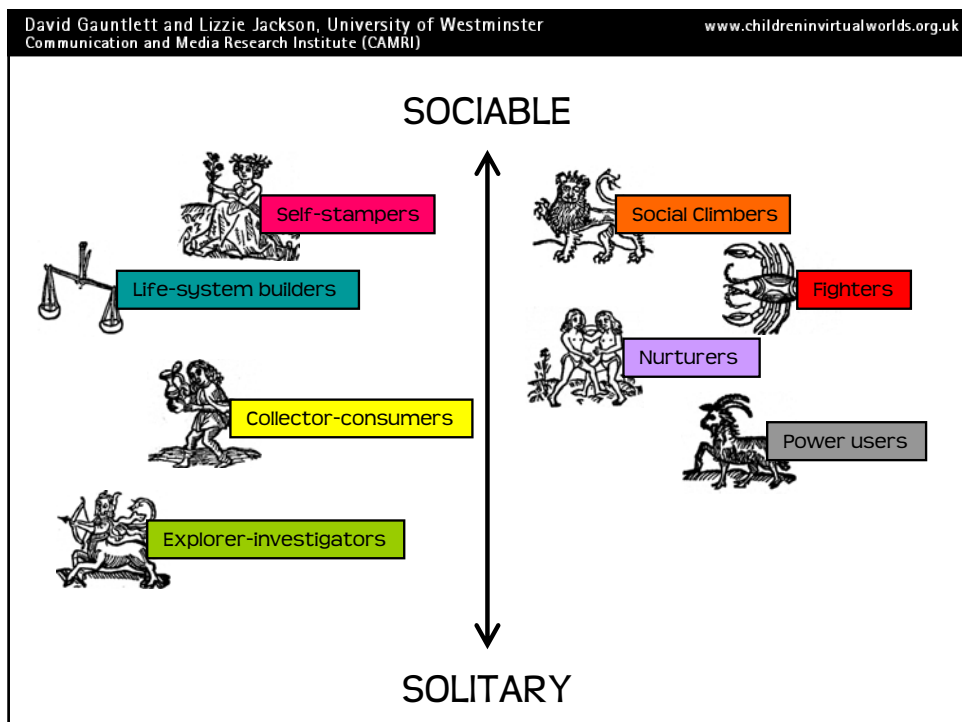 David Gauntlett and Lizzie Jackson, University of Westminster
Communication and Media Research Institute (CAMRI)
www.childreninvirtualworlds.org.uk
SOCIABLE
Self-stampers
Social Climbers
Life-system builders
Fighters
Nurturers
Collector-consumers
Power users
Explorer-investigators
SOLITARY